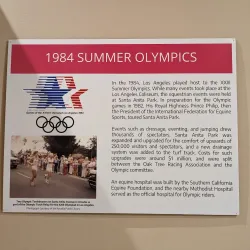 1984 SUMMER OLYMPICS
In the 1984, Los Angeles played host to the XXIII
Summer Olympics. While many events took place at the
Los Angeles Coliseum, the equestrian events were held
at Santa Anita Park. In preparation for the Olympic
games in 1982, His Royal Highness Prince Philip, then
the President of the International Federation for Equine
Sports, toured Santa Anita Park.
Events such as dressage, eventing, and jumping drew
thousands of spectators. Santa Anita Park was
expanded and upgraded for the comfort of upwards of
250,000 visitors and spectators, and a new drainage
system was added to the turf track. Costs for such
upgrades were around $1 million, and were split
between the Oak Tree Racing Association and the
Olympic committee.
An equine hospital was built by the Southern California
Equine Foundation, and the nearby Methodist Hospital
served as the official hospital for Olympic riders.